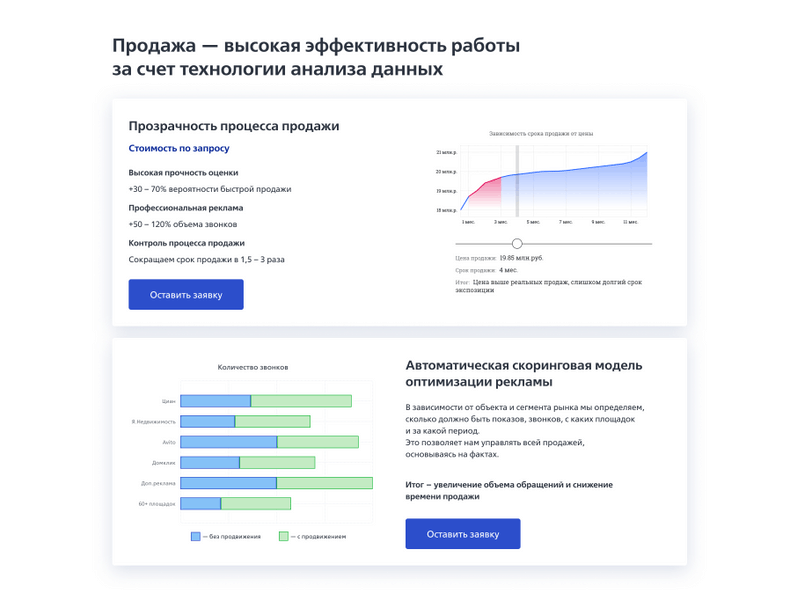 Продажа — высокая эффективность работы
за счет технологии анализа данных
Прозрачность процесса продажи
Стоимость по запросу
Высокая прочность оценки
+30 – 70% вероятности быстрой продажи
Профессиональная реклама
+50 – 120% объема звонков
Контроль процесса продажи
Сокращаем срок продажи в 1,5 – 3 раза
Оставить заявку
Зависимость срока продажи от цены
21 млн.р.
20 млн.р.
19 млн.р.
18 млн.р.
1 мес. 3 мес. 5 мес. 7 мес. 9 мес. 11 мес.
Цена продажи: 19.85 млн.руб.
Срок продажи: 4 мес.
Итог: Цена выше реальных продаж, слишком долгий срок
экспозиции
Количество звонков
Циан
Я.Недвижимость
Avito
Домклик
Доп.реклама
60+ площадок
— без продвижения — с продвижением
Автоматическая скоринговая модель
оптимизации рекламы
В зависимости от объекта и сегмента рынка мы определяем,
сколько должно быть показов, звонков, с каких площадок
и за какой период.
Это позволяет нам управлять всей продажей,
основываясь на фактах.
Итог – увеличение объема обращений и снижение
времени продажи
Оставить заявку